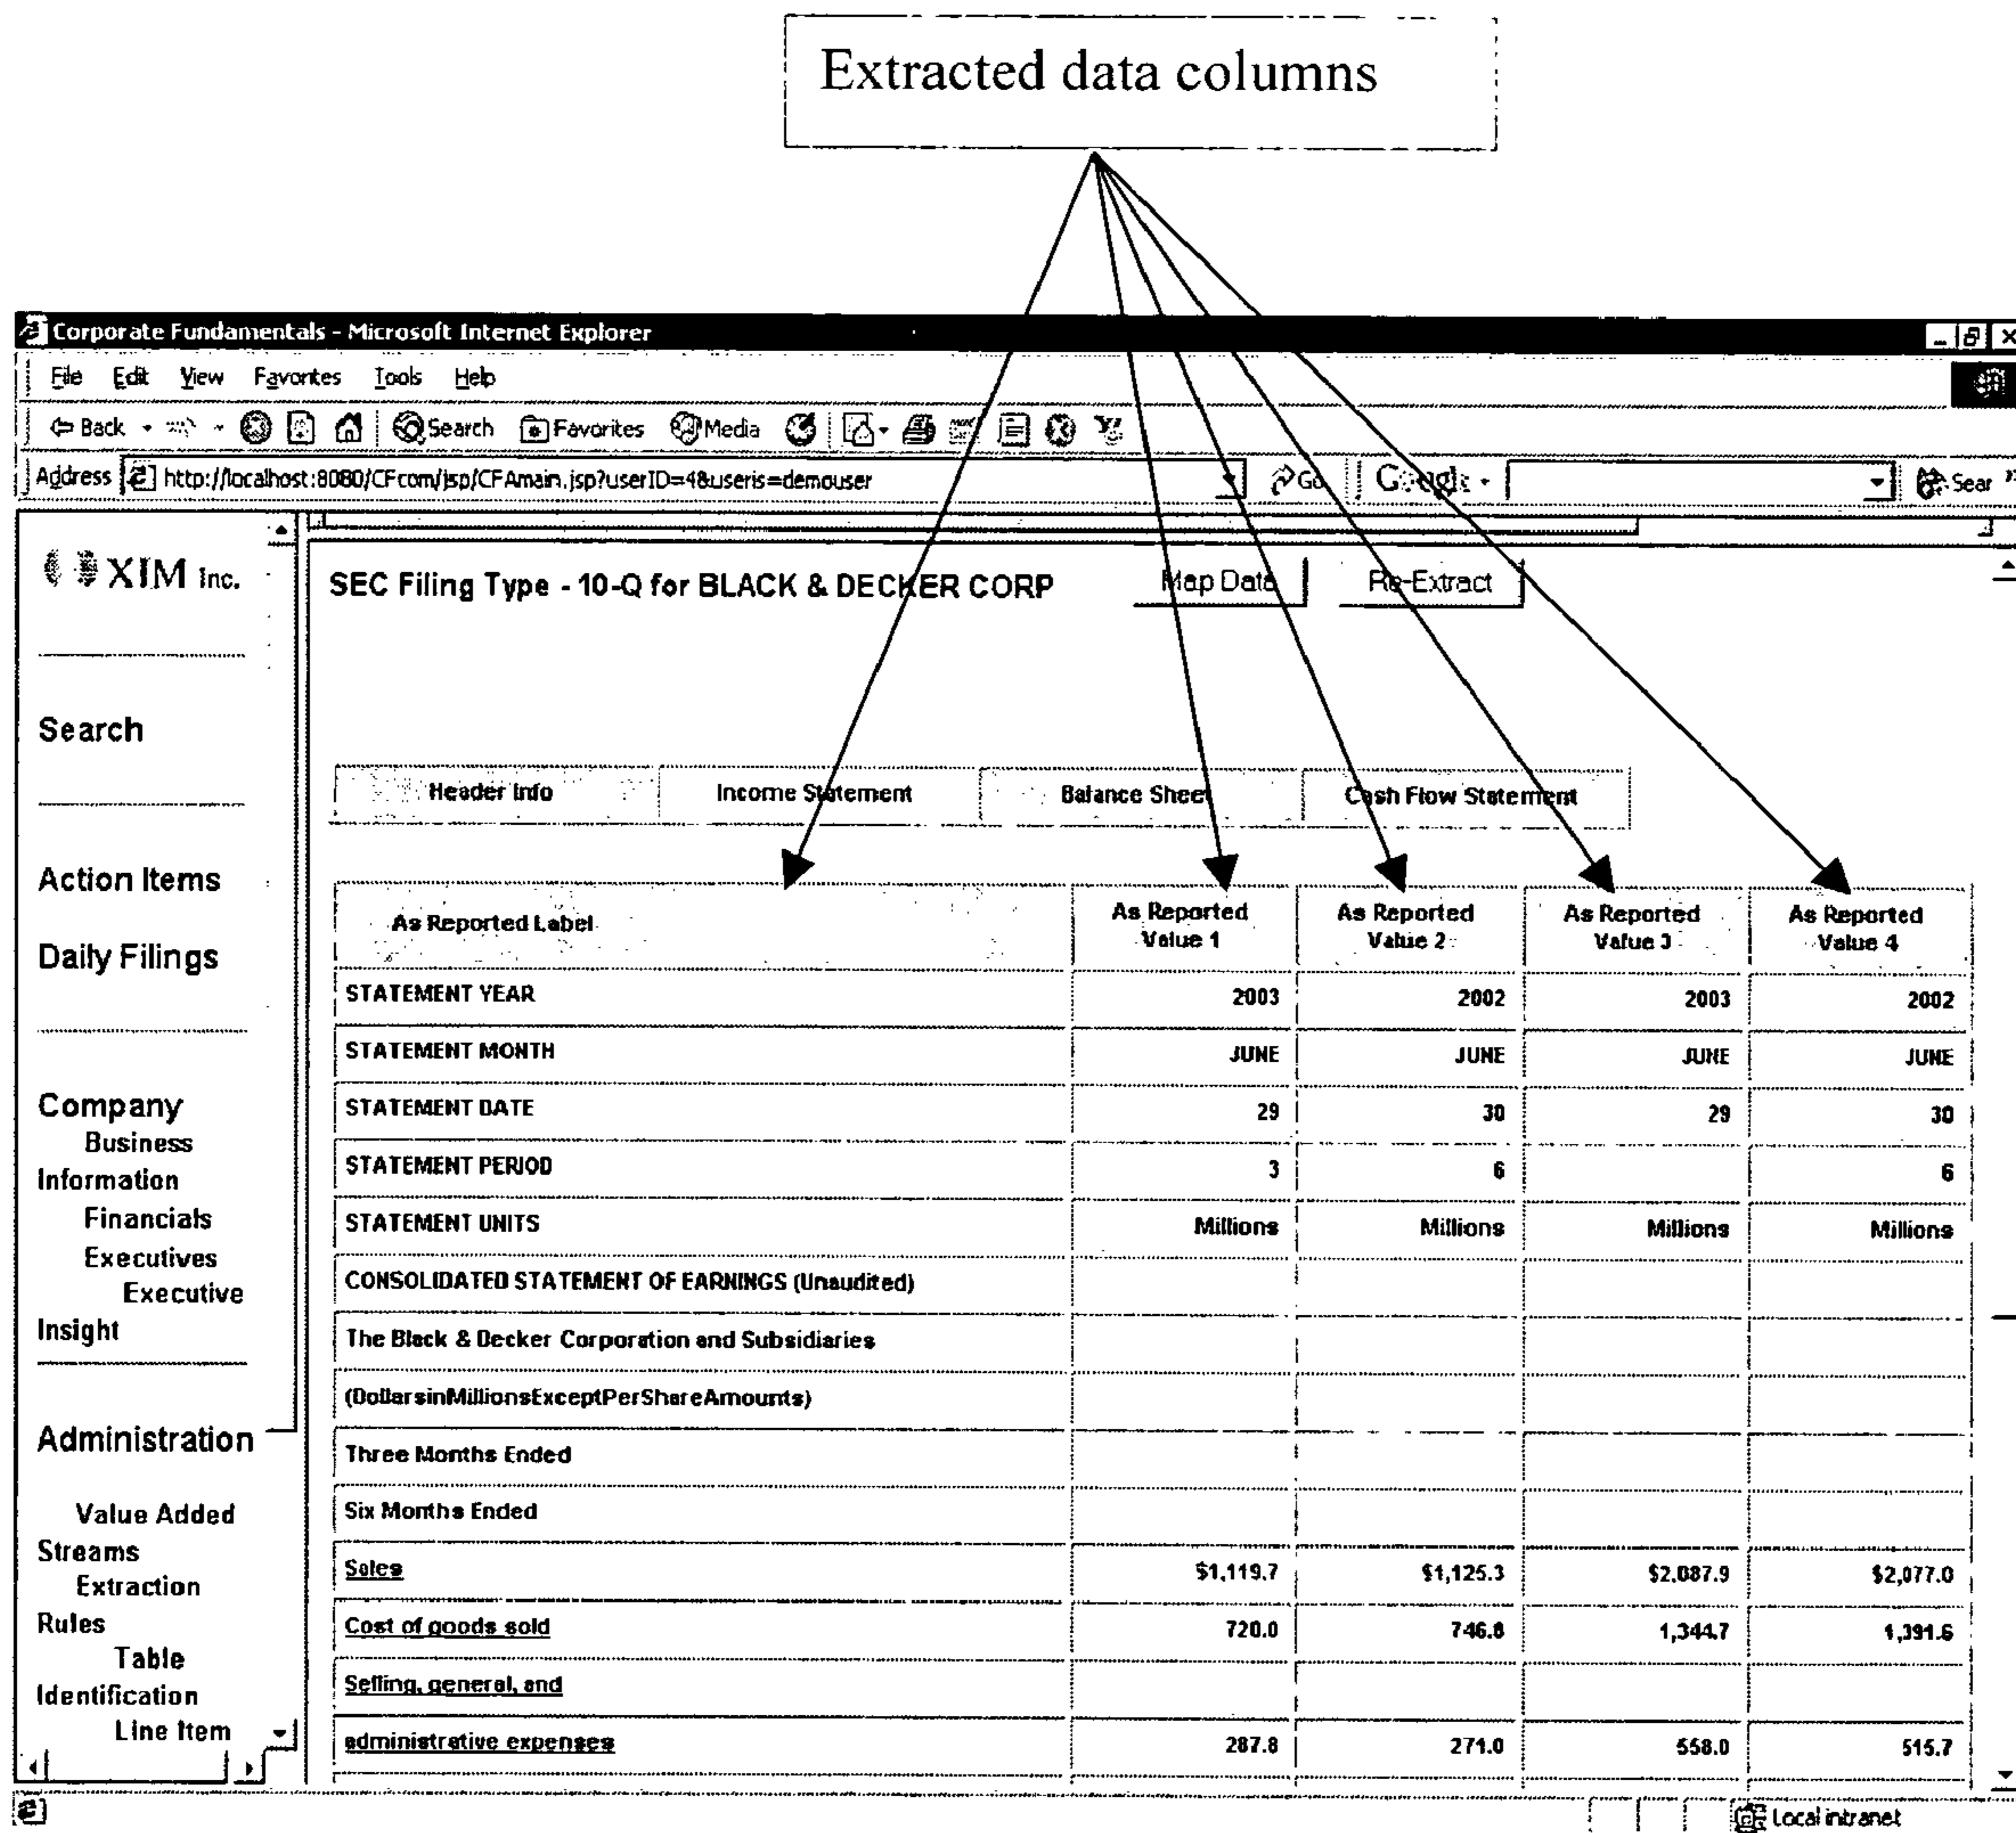 Extracted data columns
Corporate Fundamentals - Microsoft Internet Explorer
File Edit View Favorites Tools Help
Back Search Favorites Media
Address http://localhost:8080/CFcom/jsp/CFAmain.jsp?userID=4&useris=demouser Go Google Sear »
XIM Inc.
Search
Action Items
Daily Filings
Company
Business
Information
Financials
Executives
Executive
Insight
Administration
Value Added
Streams
Extraction
Rules
Table
Identification
Line Item
SEC Filing Type - 10-Q for BLACK & DECKER CORP Map Data Re-Extract
Header Info Income Statement Balance Sheet Cash Flow Statement
As Reported Label As Reported Value 1 As Reported Value 2 As Reported Value 3 As Reported Value 4
STATEMENT YEAR 2003 2002 2003 2002
STATEMENT MONTH JUNE JUNE JUNE JUNE
STATEMENT DATE 29 30 29 30
STATEMENT PERIOD 3 6 6
STATEMENT UNITS Millions Millions Millions Millions
CONSOLIDATED STATEMENT OF EARNINGS (Unaudited)
The Black & Decker Corporation and Subsidiaries
(DollarsinMillionsExceptPerShareAmounts)
Three Months Ended
Six Months Ended
Sales $1,119.7 $1,125.3 $2,087.9 $2,077.0
Cost of goods sold 720.0 746.8 1,344.7 1,391.6
Selling, general, and
administrative expenses 287.8 271.0 558.0 515.7
Local intranet